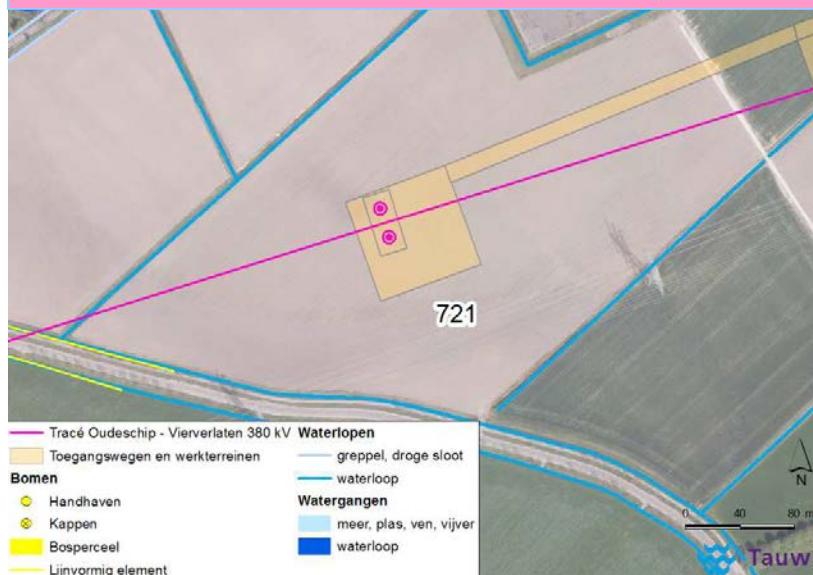 721
Tracé Oudeschip - Vierverlaten 380 kV
Toegangswegen en werkterreinen
Bomen
Handhaven
Kappen
Bosperceel
Lijnvormig element
Waterlopen
greppel, droge sloot
waterloop
Watergangen
meer, plas, ven, vijver
waterloop
N
0 40 80 m
Tauw